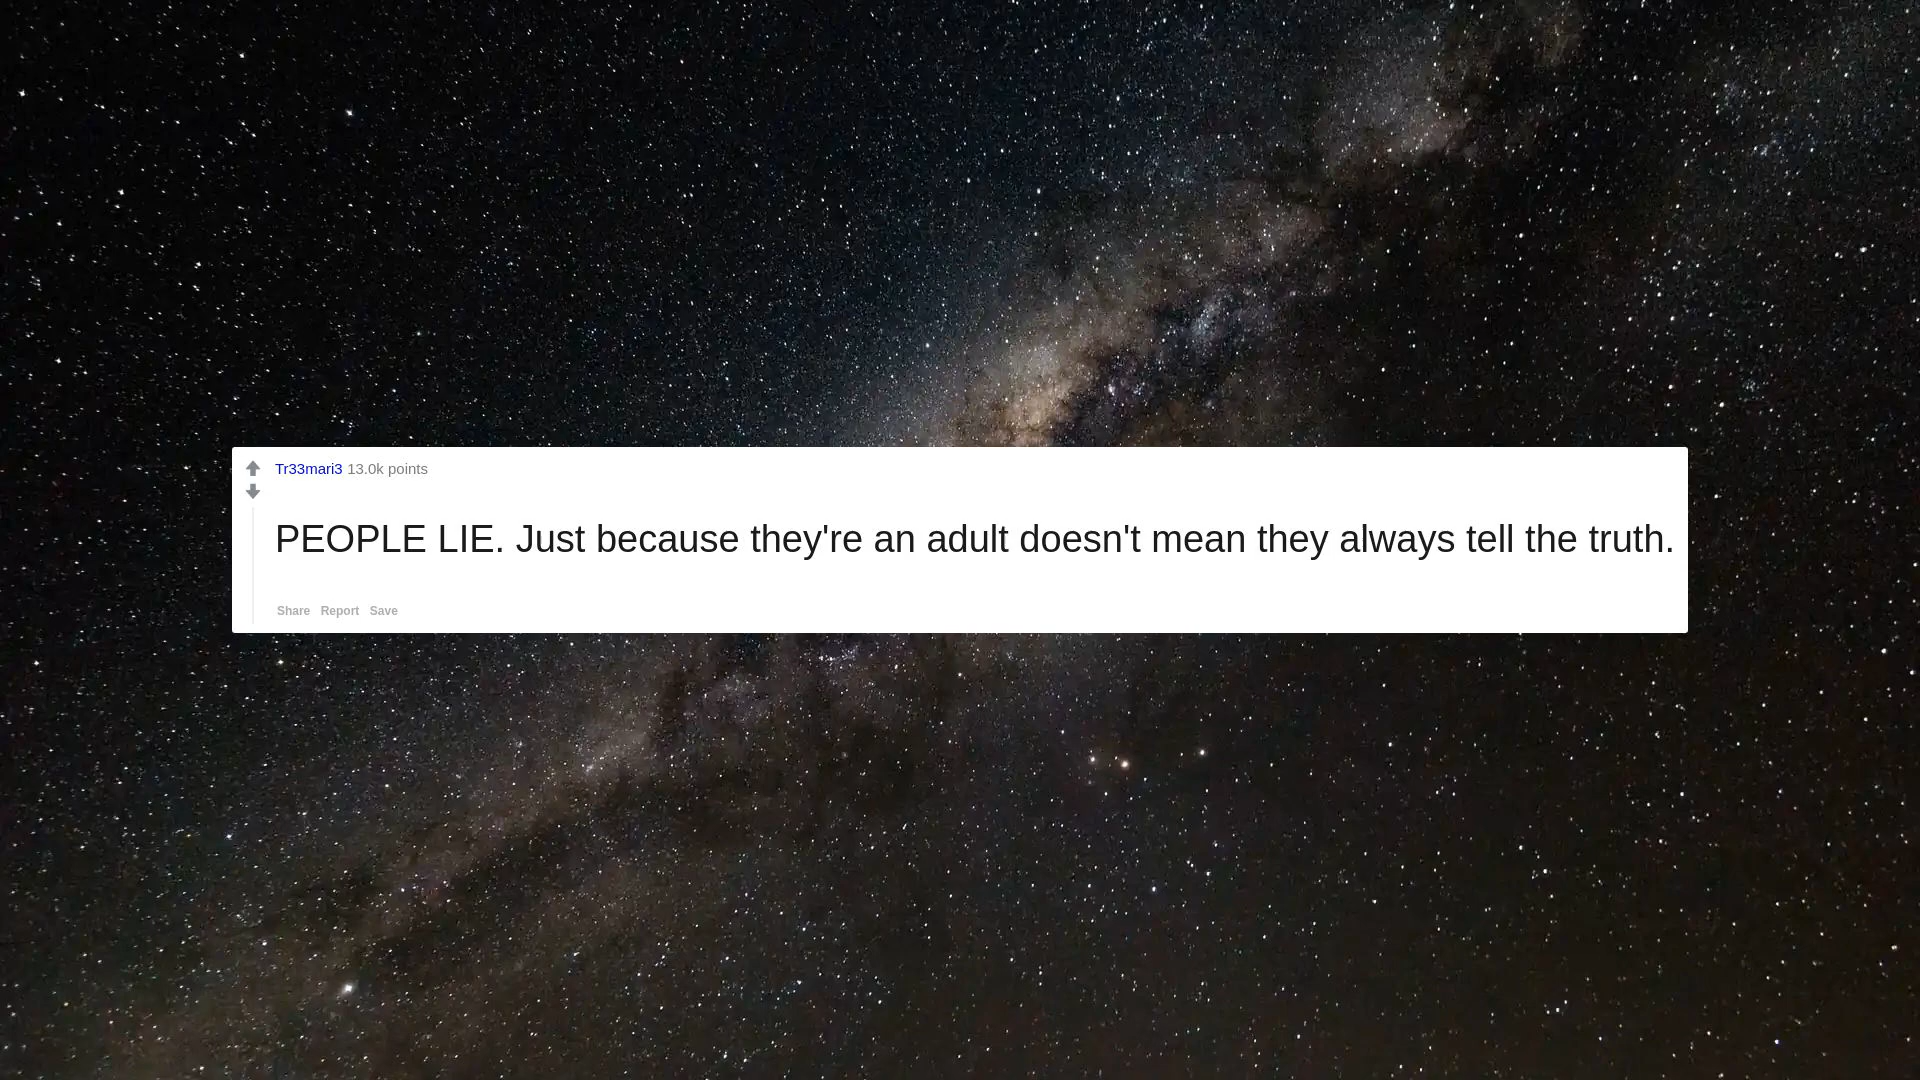 Tr33mari3 13.0k points
PEOPLE LIE. Just because they're an adult doesn't mean they always tell the truth.
Share Report Save